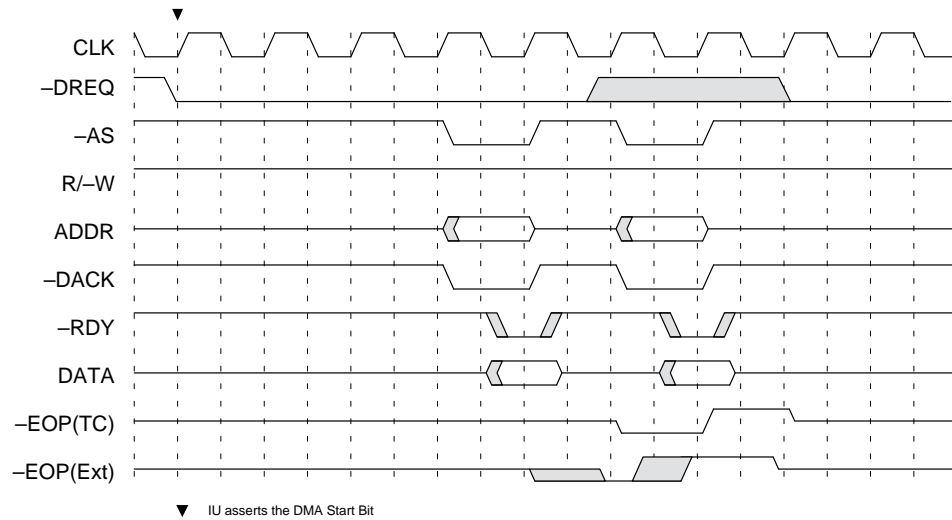 CLK
–DREQ
–AS
R/–W
ADDR
–DACK
–RDY
DATA
–EOP(TC)
–EOP(Ext)
▼ IU asserts the DMA Start Bit